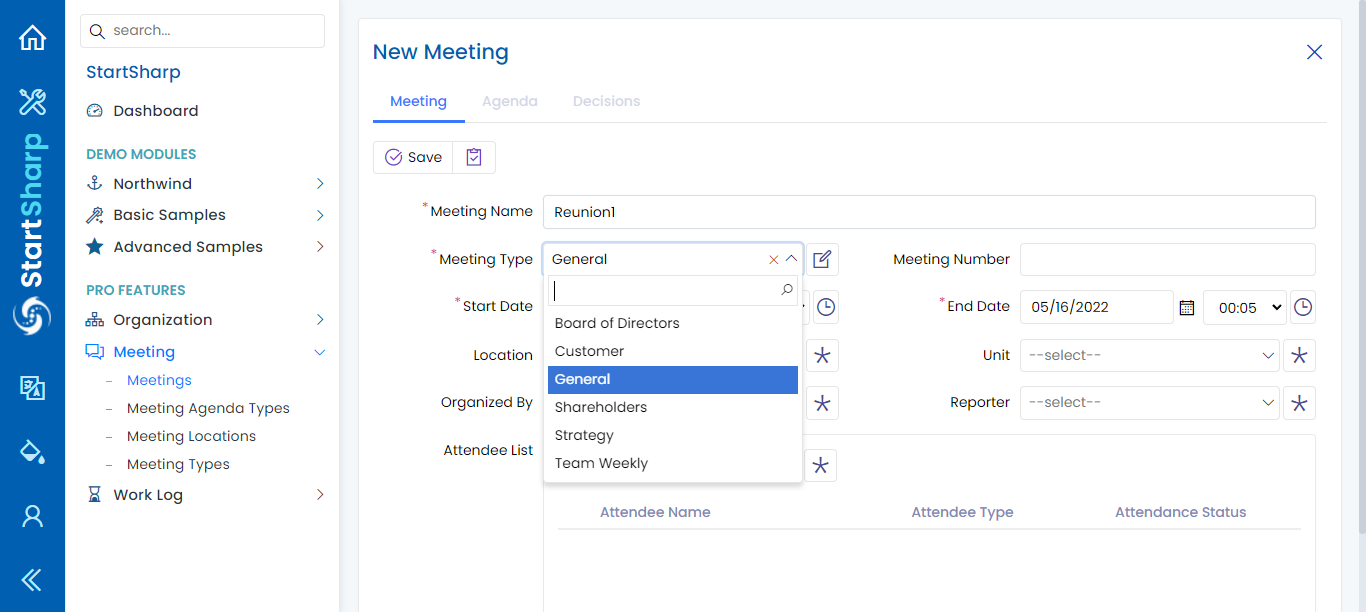 StartSharp
search...
StartSharp
Dashboard
DEMO MODULES
Northwind
Basic Samples
Advanced Samples
PRO FEATURES
Organization
Meeting
– Meetings
– Meeting Agenda Types
– Meeting Locations
– Meeting Types
Work Log
New Meeting
Meeting Agenda Decisions
Save
*Meeting Name Reunion1
*Meeting Type General
Meeting Number
Board of Directors
Customer
General
Shareholders
Strategy
Team Weekly
*Start Date
*End Date 05/16/2022 00:05
Location
Unit --select--
Organized By
Reporter --select--
Attendee List
Attendee Name Attendee Type Attendance Status